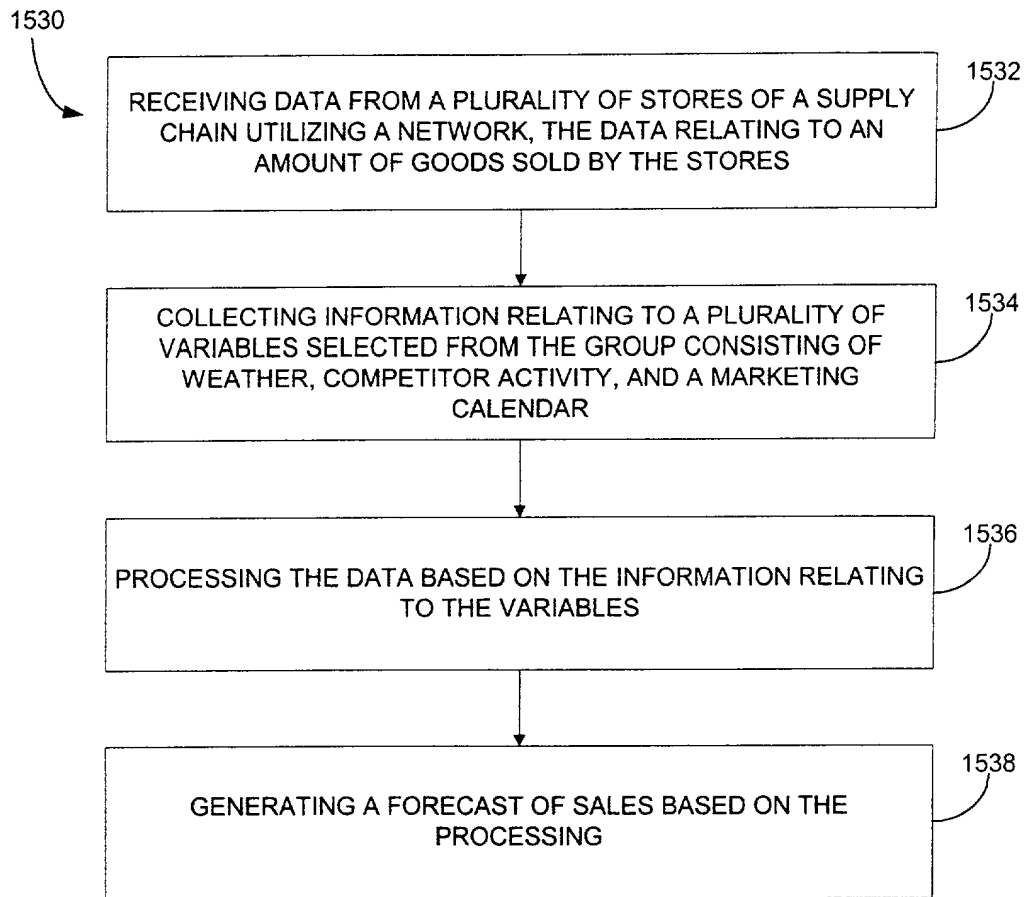 1530
1532
RECEIVING DATA FROM A PLURALITY OF STORES OF A SUPPLY
CHAIN UTILIZING A NETWORK, THE DATA RELATING TO AN
AMOUNT OF GOODS SOLD BY THE STORES
1534
COLLECTING INFORMATION RELATING TO A PLURALITY OF
VARIABLES SELECTED FROM THE GROUP CONSISTING OF
WEATHER, COMPETITOR ACTIVITY, AND A MARKETING
CALENDAR
1536
PROCESSING THE DATA BASED ON THE INFORMATION RELATING
TO THE VARIABLES
1538
GENERATING A FORECAST OF SALES BASED ON THE
PROCESSING